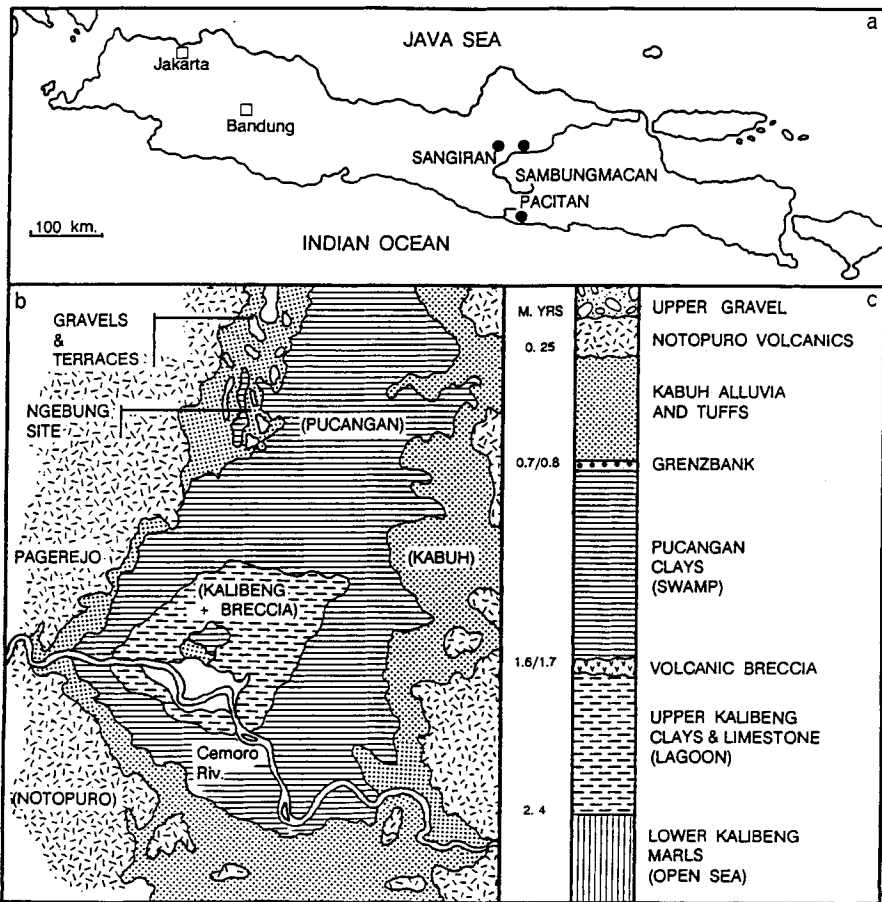 a
JAVA SEA
Jakarta
Bandung
SANGIRAN
SAMBUNGMACAN
PACITAN
100 km.
INDIAN OCEAN
b
GRAVELS
&
TERRACES
NGEBUNG
SITE
(PUCANGAN)
PAGEREJO
(KABUH)
(KALIBENG
+ BRECCIA)
Cemoro
Riv.
(NOTOPURO)
c
M. YRS
UPPER GRAVEL
NOTOPURO VOLCANICS
0. 25
KABUH ALLUVIA
AND TUFFS
0.7/0.8
GRENZBANK
PUCANGAN
CLAYS
(SWAMP)
1.6/1.7
VOLCANIC BRECCIA
UPPER KALIBENG
CLAYS & LIMESTONE
(LAGOON)
2. 4
LOWER KALIBENG
MARLS
(OPEN SEA)